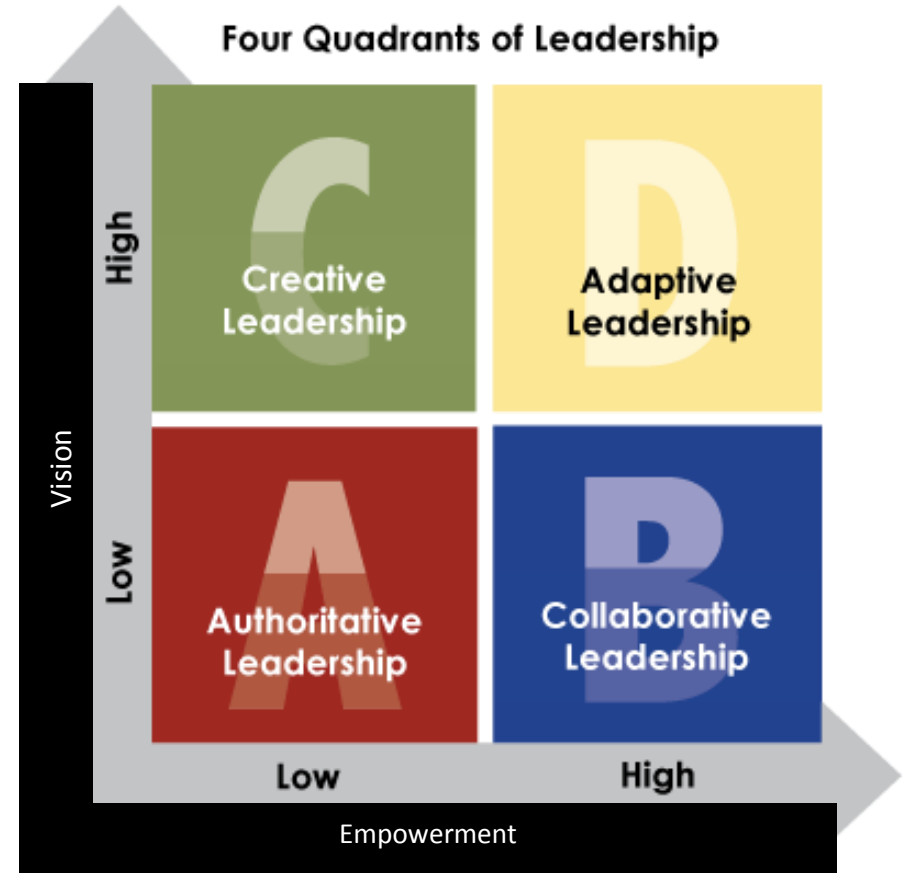 Four Quadrants of Leadership
High
C
Creative
Leadership
D
Adaptive
Leadership
Vision
Low
A
Authoritative
Leadership
B
Collaborative
Leadership
Low
High
Empowerment